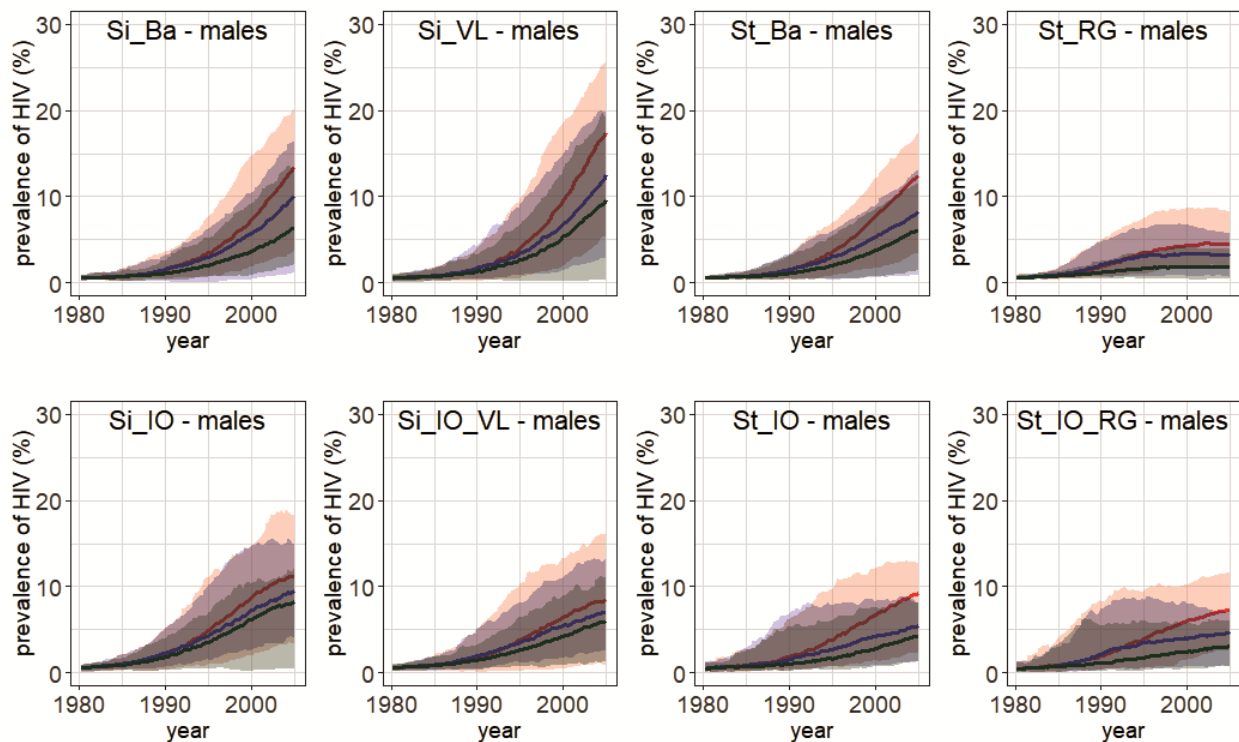 Si_Ba - males
prevalence of HIV (%)
30
20
10
0
1980 1990 2000
year
Si_VL - males
prevalence of HIV (%)
30
20
10
0
1980 1990 2000
year
St_Ba - males
prevalence of HIV (%)
30
20
10
0
1980 1990 2000
year
St_RG - males
prevalence of HIV (%)
30
20
10
0
1980 1990 2000
year
Si_IO - males
prevalence of HIV (%)
30
20
10
0
1980 1990 2000
year
Si_IO_VL - males
prevalence of HIV (%)
30
20
10
0
1980 1990 2000
year
St_IO - males
prevalence of HIV (%)
30
20
10
0
1980 1990 2000
year
St_IO_RG - males
prevalence of HIV (%)
30
20
10
0
1980 1990 2000
year